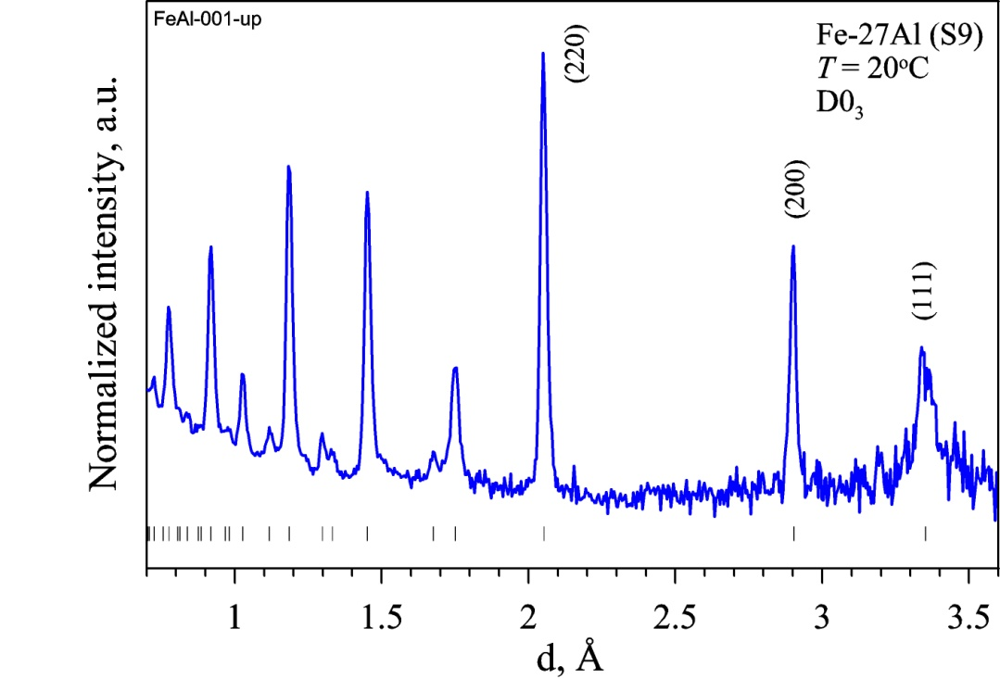 FeAl-001-up
Fe-27Al (S9)
T = 20°C
D0₃
(220)
(200)
(111)
Normalized intensity, a.u.
1 1.5 2 2.5 3 3.5
d, Å